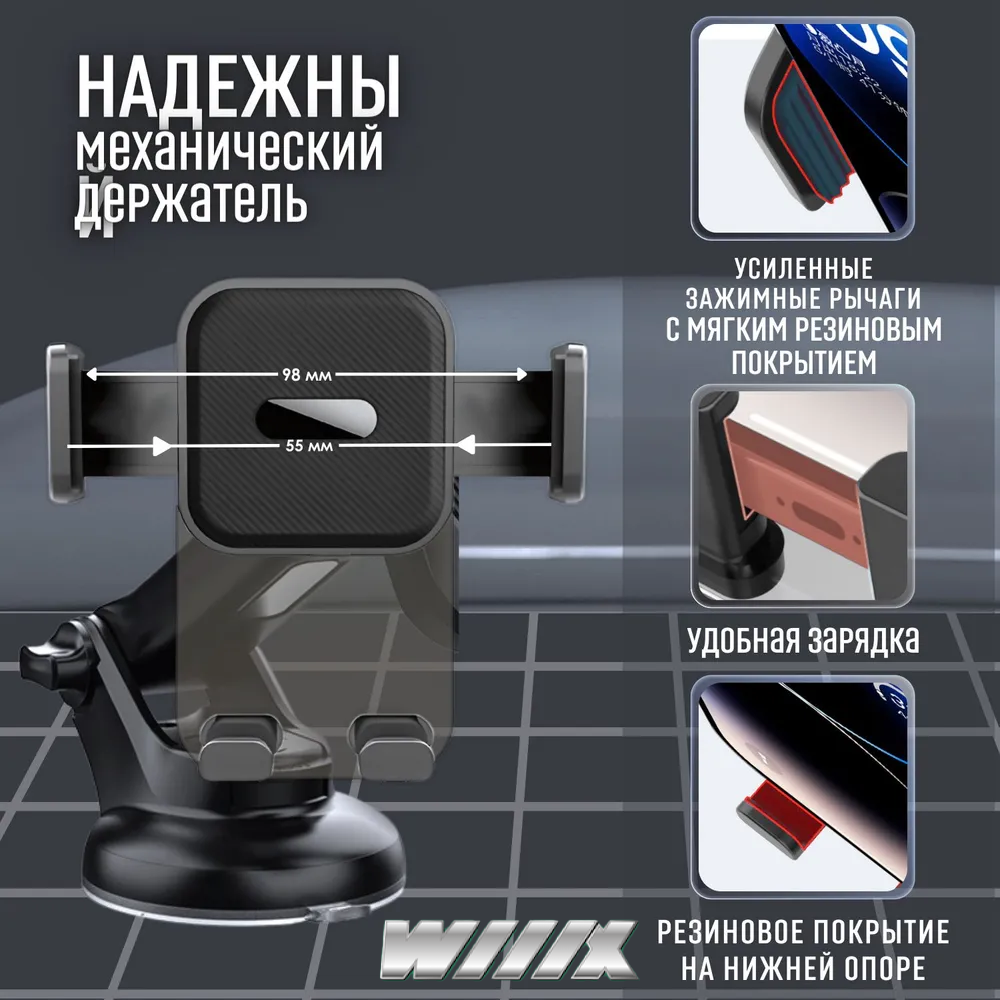 НАДЕЖНЫ
Й
механический
держатель
98 мм
55 мм
УСИЛЕННЫЕ
ЗАЖИМНЫЕ РЫЧАГИ
С МЯГКИМ РЕЗИНОВЫМ
ПОКРЫТИЕМ
УДОБНАЯ ЗАРЯДКА
WIIIX
РЕЗИНОВОЕ ПОКРЫТИЕ
НА НИЖНЕЙ ОПОРЕ